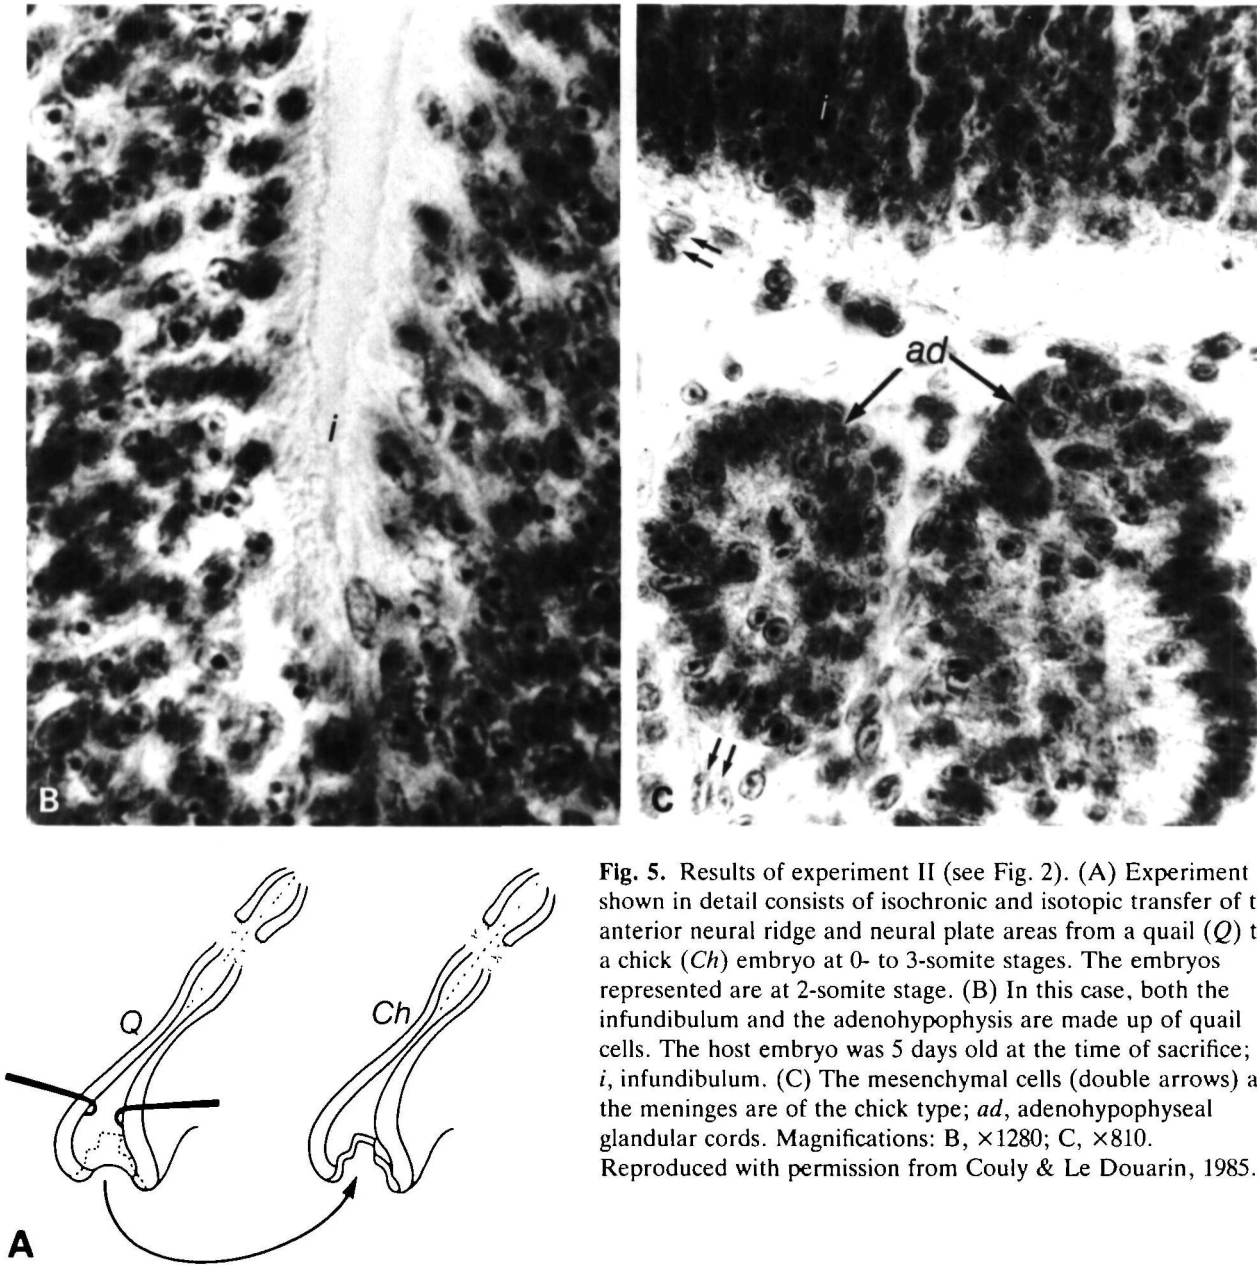 i
B
i
ad
C
Q
Ch
A
Fig. 5. Results of experiment II (see Fig. 2). (A) Experiment
shown in detail consists of isochronic and isotopic transfer of
anterior neural ridge and neural plate areas from a quail (Q)
a chick (Ch) embryo at 0- to 3-somite stages. The embryos
represented are at 2-somite stage. (B) In this case, both the
infundibulum and the adenohypophysis are made up of quail
cells. The host embryo was 5 days old at the time of sacrifice;
i, infundibulum. (C) The mesenchymal cells (double arrows)
the meninges are of the chick type; ad, adenohypophyseal
glandular cords. Magnifications: B, ×1280; C, ×810.
Reproduced with permission from Couly & Le Douarin, 1985.